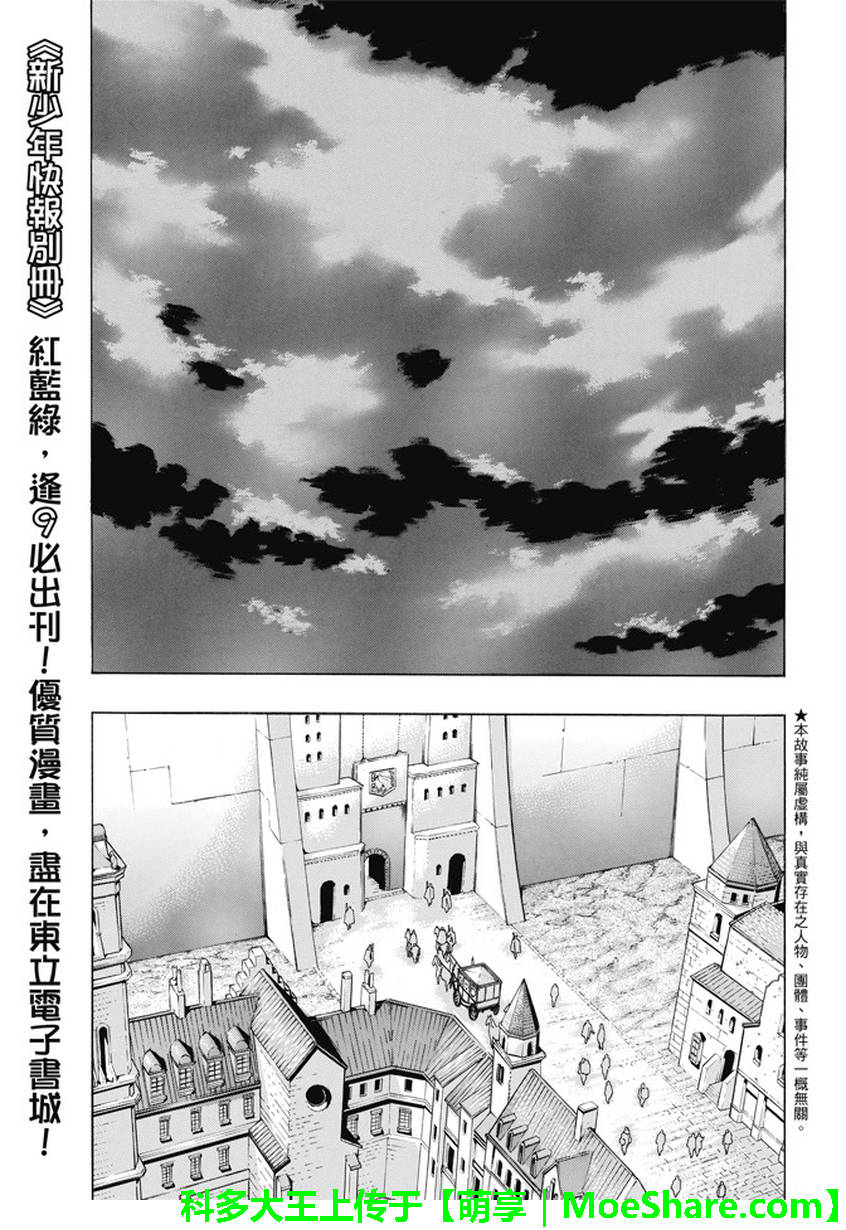 ★本故事純屬虛構，與真實存在之人物、團體、事件等一概無關。
《新少年快報別冊》紅藍綠，逢9必出刊！優質漫畫，盡在東立電子書城！
科多大王上传于【萌享｜MoeShare.com】